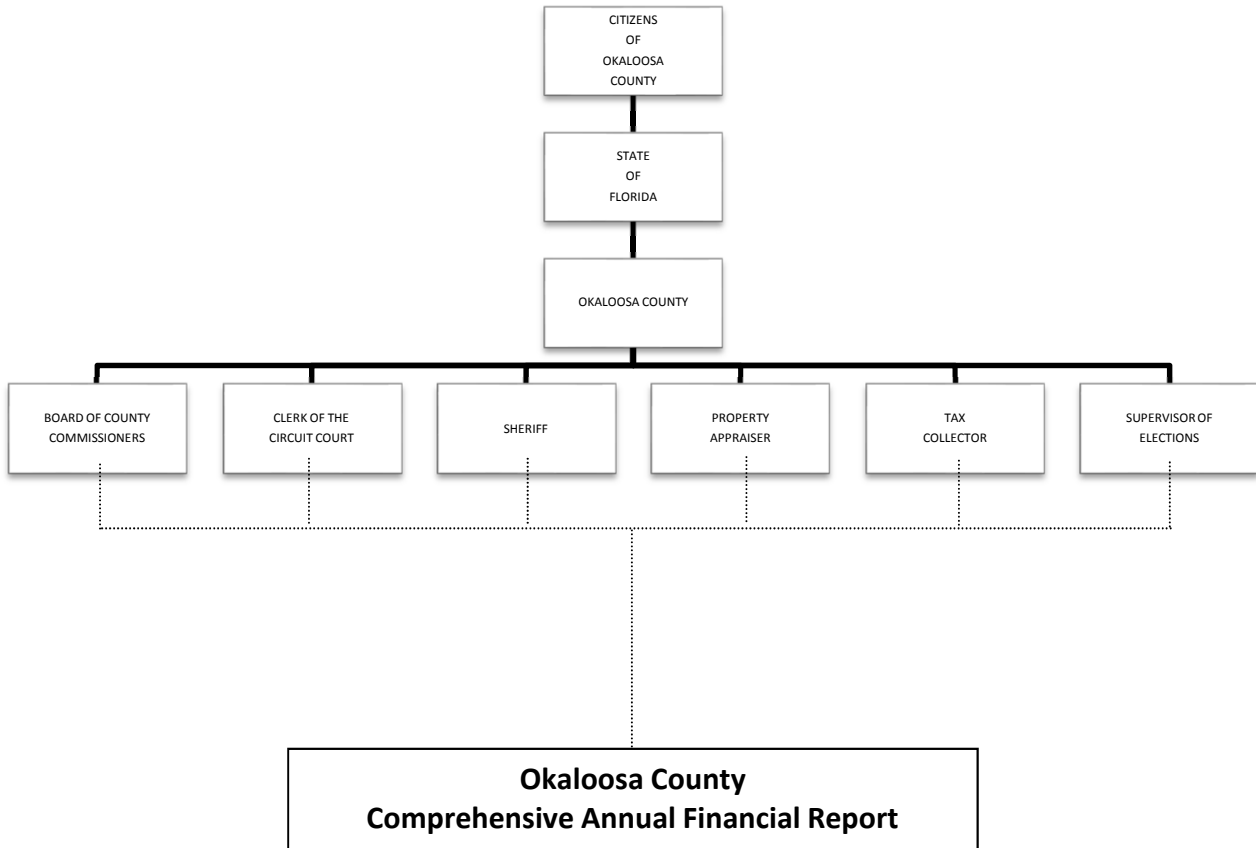 CITIZENS
OF
OKALOOSA
COUNTY
STATE
OF
FLORIDA
OKALOOSA COUNTY
BOARD OF COUNTY
COMMISSIONERS
CLERK OF THE
CIRCUIT COURT
SHERIFF
PROPERTY
APPRAISER
TAX
COLLECTOR
SUPERVISOR OF
ELECTIONS
Okaloosa County
Comprehensive Annual Financial Report